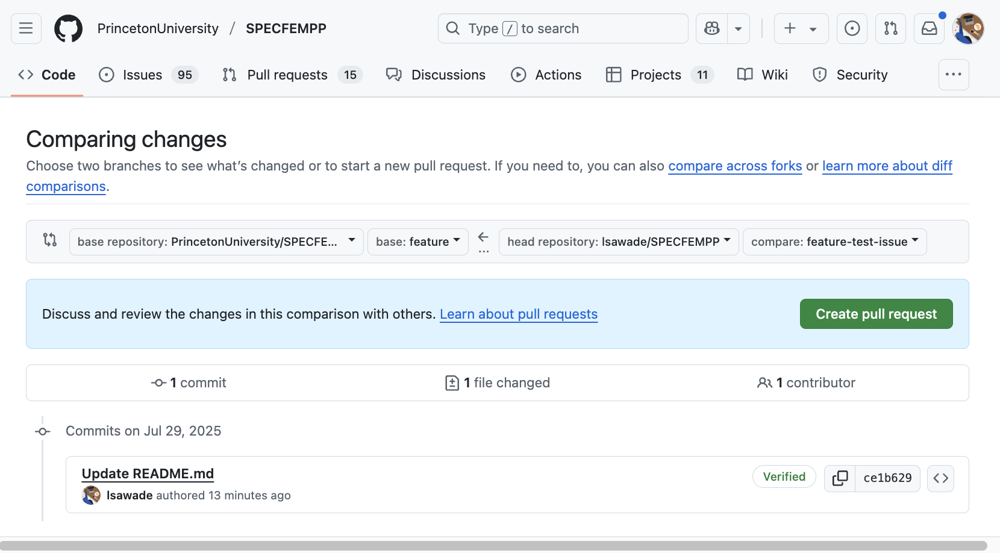 PrincetonUniversity / SPECFEMPP
Type / to search
Code
Issues 95
Pull requests 15
Discussions
Actions
Projects 11
Wiki
Security
Comparing changes
Choose two branches to see what’s changed or to start a new pull request. If you need to, you can also compare across forks or learn more about diff
comparisons.
base repository: PrincetonUniversity/SPECFE...
base: feature
...
head repository: lsawade/SPECFEMPP
compare: feature-test-issue
Discuss and review the changes in this comparison with others. Learn about pull requests
Create pull request
1 commit
1 file changed
1 contributor
Commits on Jul 29, 2025
Update README.md
Verified
ce1b629
lsawade authored 13 minutes ago